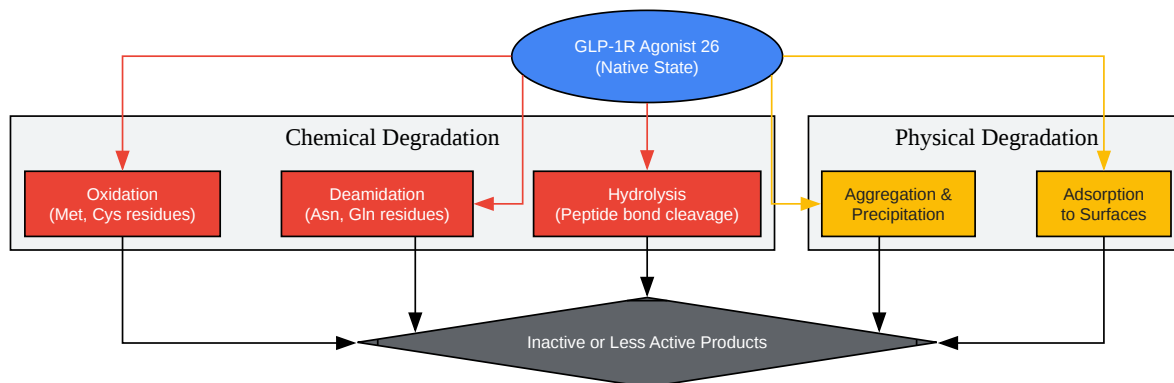 GLP-1R Agonist 26
(Native State)
Chemical Degradation
Physical Degradation
Oxidation
(Met, Cys residues)
Deamidation
(Asn, Gln residues)
Hydrolysis
(Peptide bond cleavage)
Aggregation &
Precipitation
Adsorption
to Surfaces
Inactive or Less Active Products